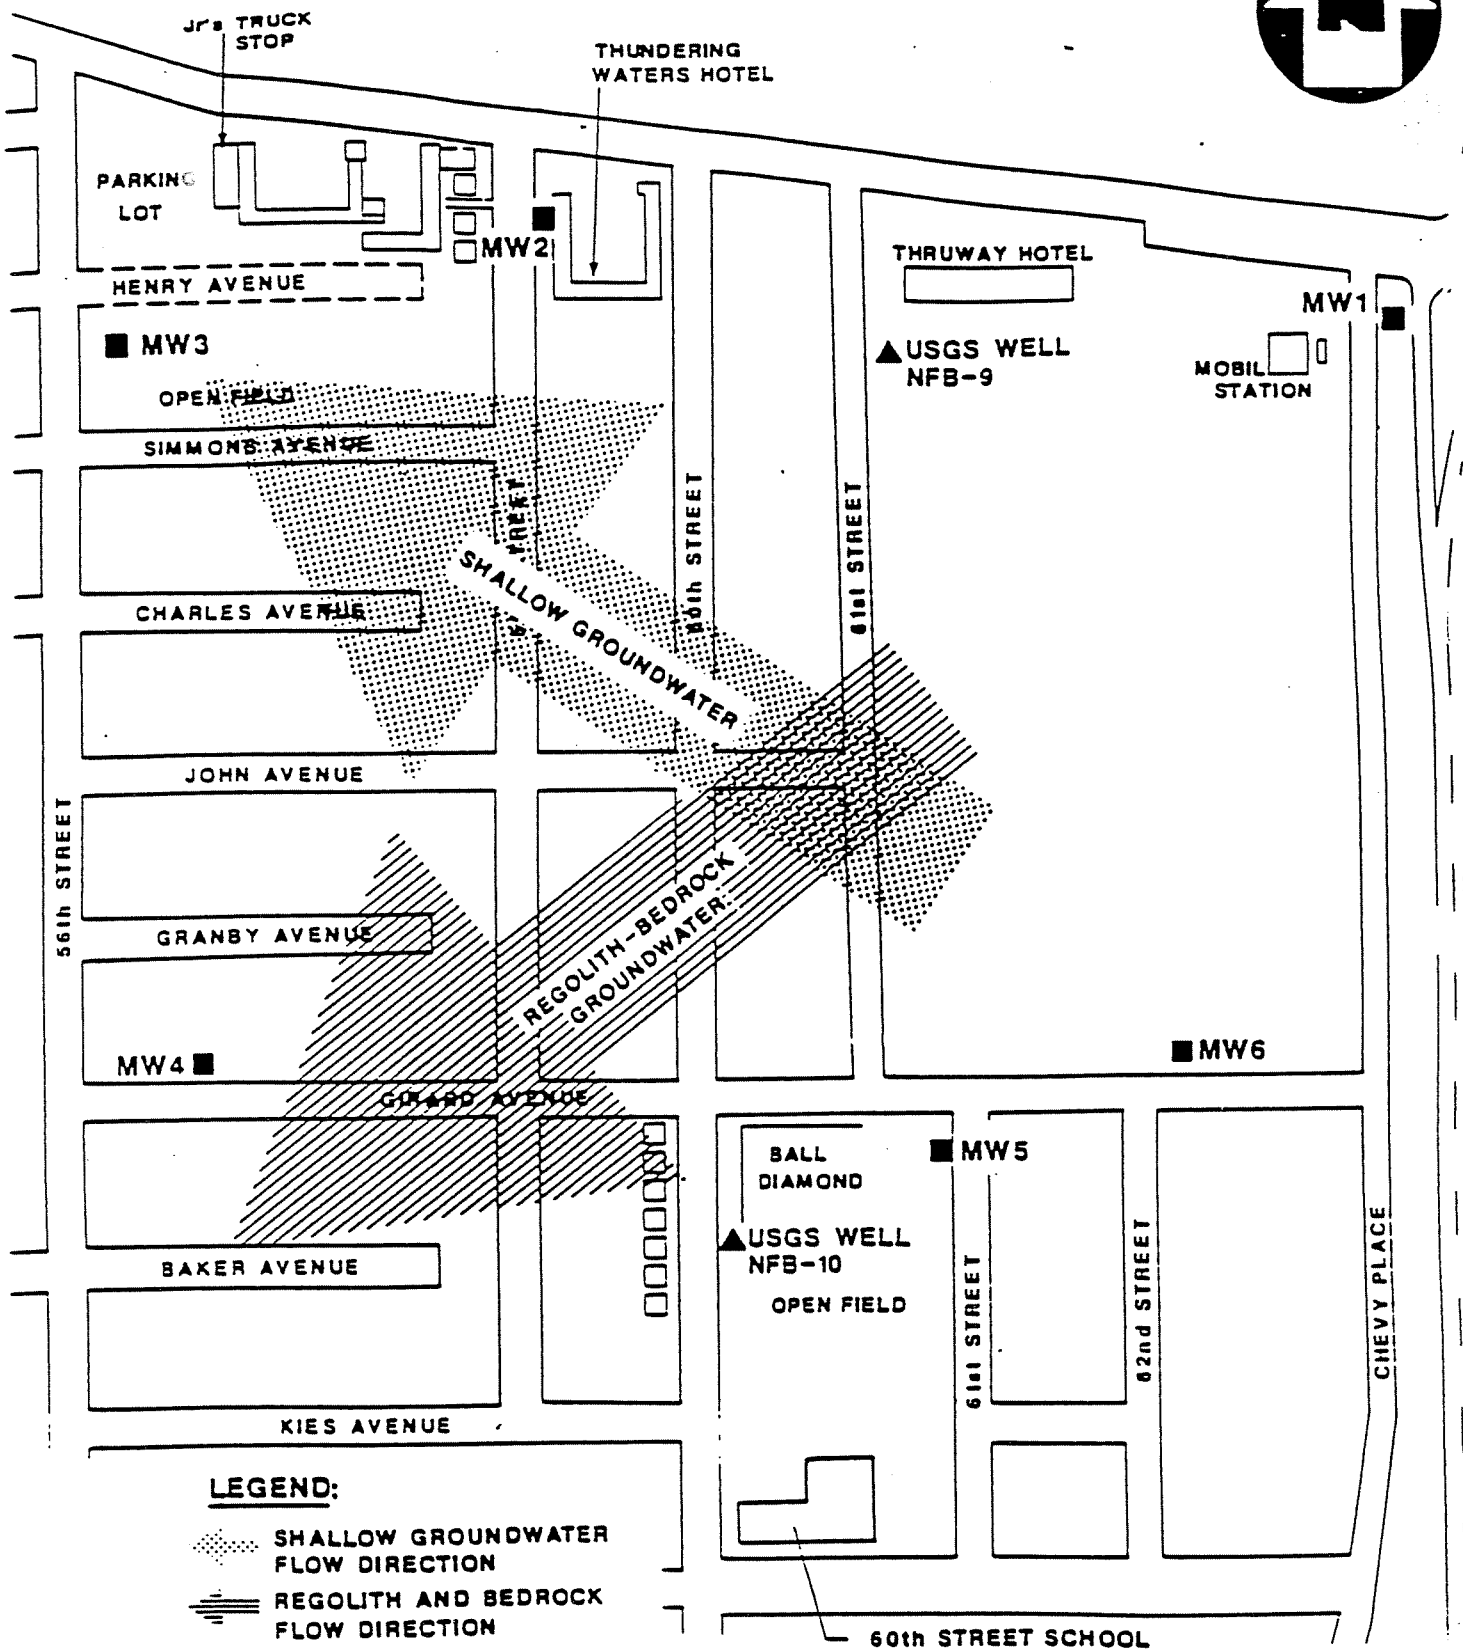 Jr's TRUCK
STOP
THUNDERING
WATERS HOTEL
N
PARKING
LOT
MW2
HENRY AVENUE
THRUWAY HOTEL
MW1
MW3
USGS WELL
NFB-9
MOBIL
STATION
OPEN FIELD
SIMMONS AVENUE
SHALLOW GROUNDWATER
60th STREET
61st STREET
CHARLES AVENUE
JOHN AVENUE
56th STREET
REGOLITH-BEDROCK
GROUNDWATER
GRANBY AVENUE
MW4
MW6
GIRARD AVENUE
BALL
DIAMOND
MW5
USGS WELL
NFB-10
BAKER AVENUE
OPEN FIELD
61st STREET
62nd STREET
CHEVY PLACE
KIES AVENUE
LEGEND:
SHALLOW GROUNDWATER
FLOW DIRECTION
REGOLITH AND BEDROCK
FLOW DIRECTION
60th STREET SCHOOL